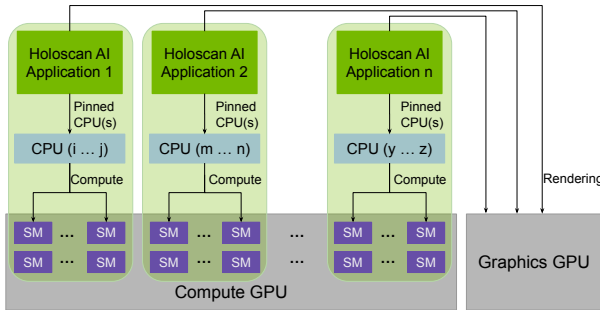 Holoscan AI
Application 1
Holoscan AI
Application 2
Holoscan AI
Application n
Pinned
CPU(s)
Pinned
CPU(s)
Pinned
CPU(s)
CPU (i … j)
CPU (m … n)
CPU (y … z)
Compute
Compute
Compute
Rendering
SM … SM
SM … SM
…
SM … SM
SM … SM
SM … SM
…
SM … SM
Compute GPU
Graphics GPU